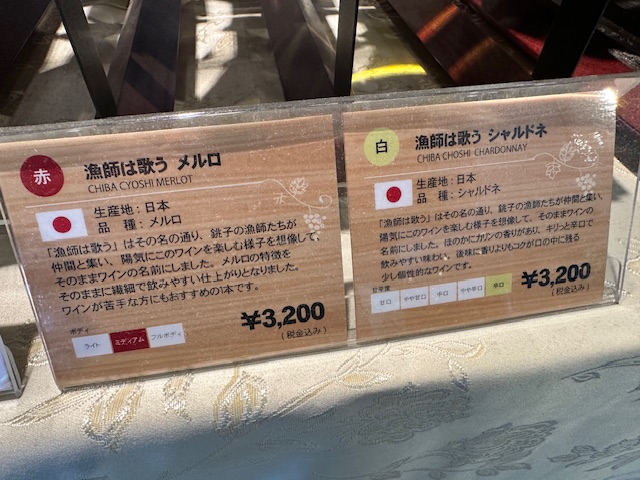 赤
漁師は歌う メルロ
CHIBA CYOSHI MERLOT
生産地：日本
品　種：メルロ
「漁師は歌う」はその名の通り、銚子の漁師たちが
仲間と集い、陽気にこのワインを楽しむ様子を想像して
そのままワインの名前にしました。メルロの特徴を
そのままに繊細で飲みやすい仕上がりとなりました。
ワインが苦手な方にもおすすめの1本です。
¥3,200
(税金込み)
ボディ
ライト
ミディアム
フルボディ
白
漁師は歌う シャルドネ
CHIBA CHOSHI CHARDONNAY
生産地：日本
品　種：シャルドネ
「漁師は歌う」はその名の通り、銚子の漁師たちが仲間と集い、
陽気にこのワインを楽しむ様子を想像して、そのままワインの
名前にしました。ほのかにカリンの香りがあり、キリっと辛口で
飲みやすい味わい。後味に香りよりもコクが口の中に残る
少し個性的なワインです。
¥3,200
(税金込み)
甘辛度
甘口
やや甘口
中口
やや辛口
辛口